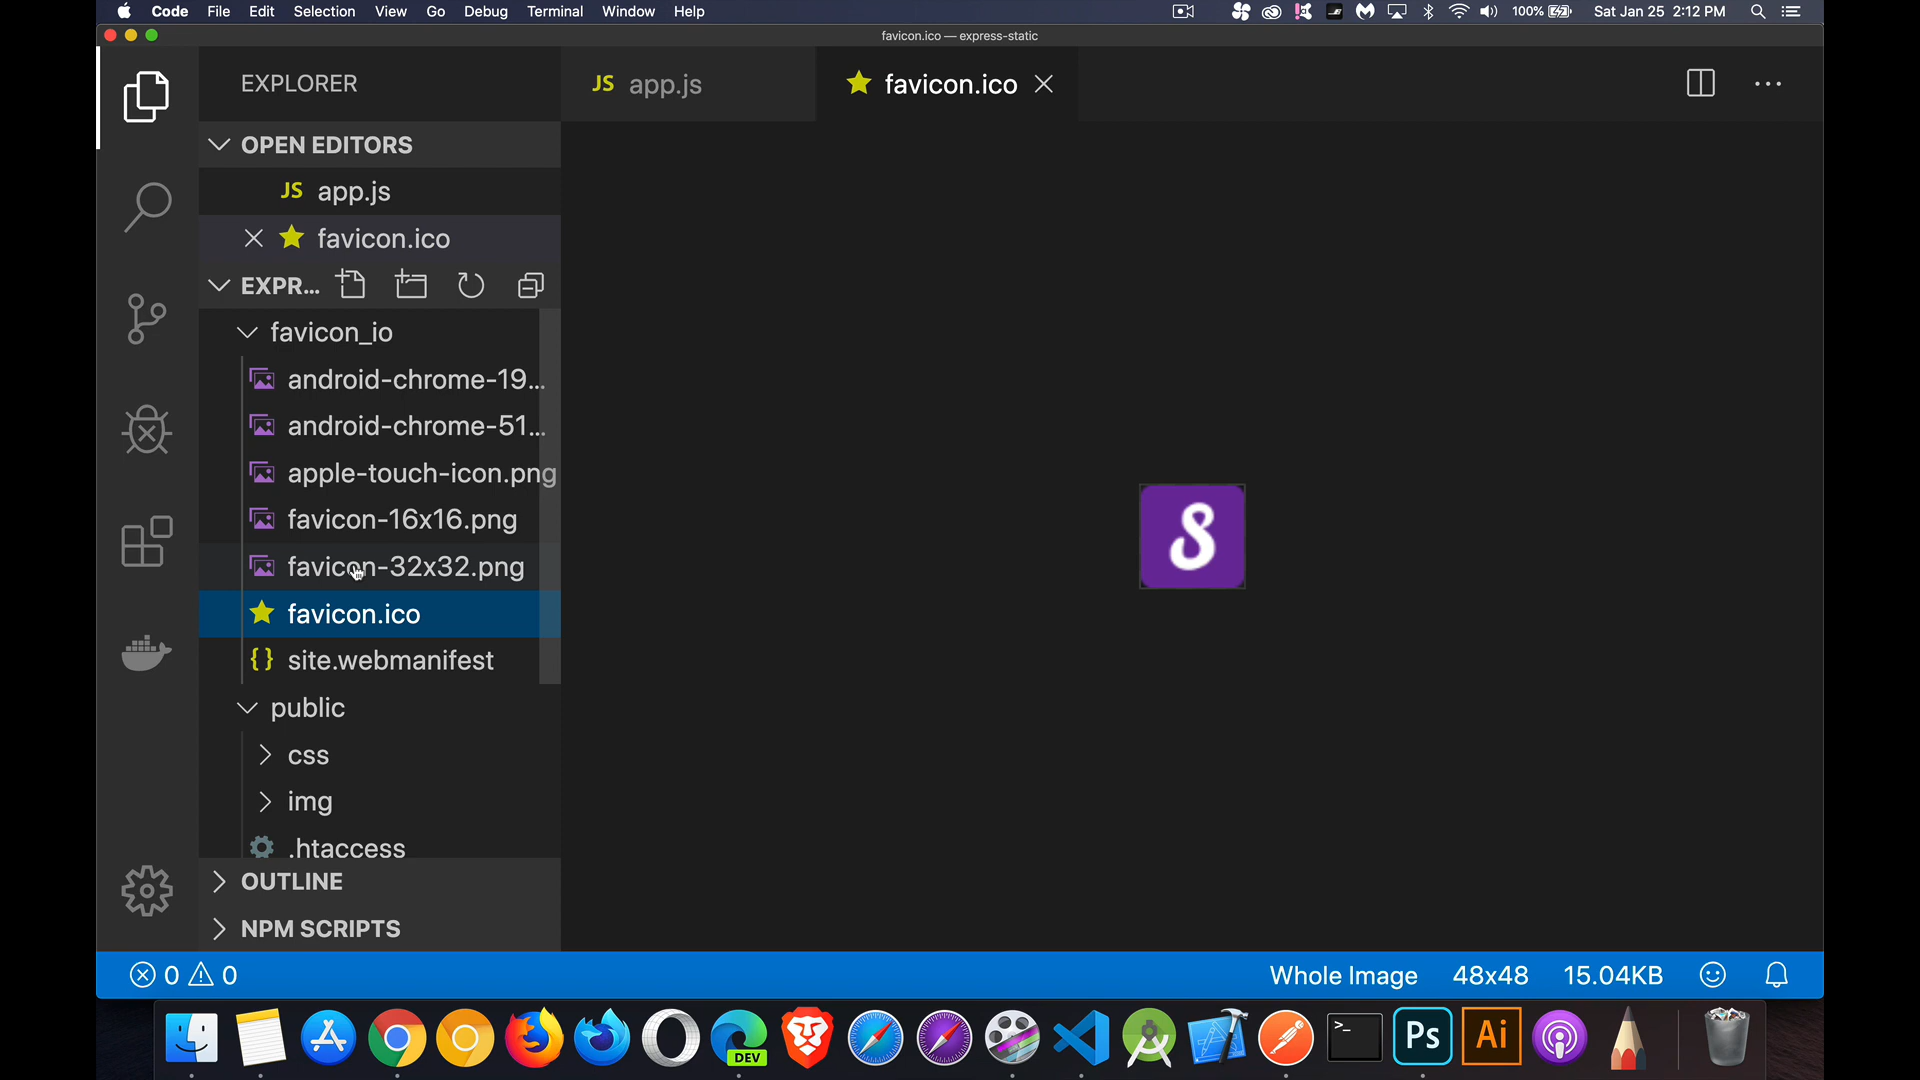 Code File Edit Selection View Go Debug Terminal Window Help 100% Sat Jan 25 2:12 PM
favicon.ico — express-static
EXPLORER
JS app.js
favicon.ico
OPEN EDITORS
JS app.js
favicon.ico
EXPR...
favicon_io
android-chrome-19...
android-chrome-51...
apple-touch-icon.png
favicon-16x16.png
favicon-32x32.png
favicon.ico
{} site.webmanifest
public
css
img
.htaccess
OUTLINE
NPM SCRIPTS
S
0 0 Whole Image 48x48 15.04KB
DEV
>_
Ps
Ai